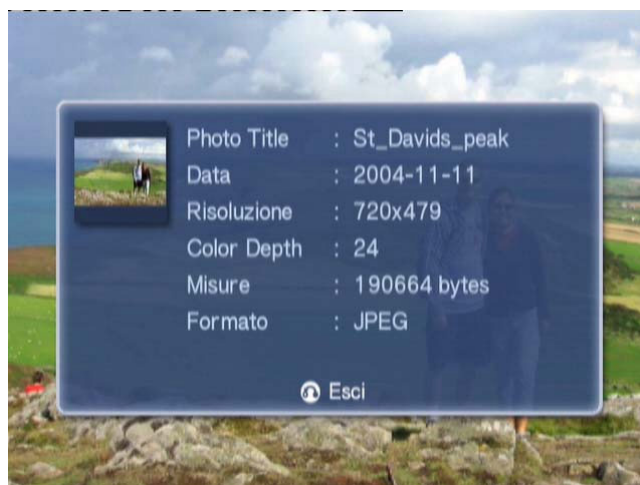 Photo Title : St_Davids_peak
Data : 2004-11-11
Risoluzione : 720x479
Color Depth : 24
Misure : 190664 bytes
Formato : JPEG
Esci